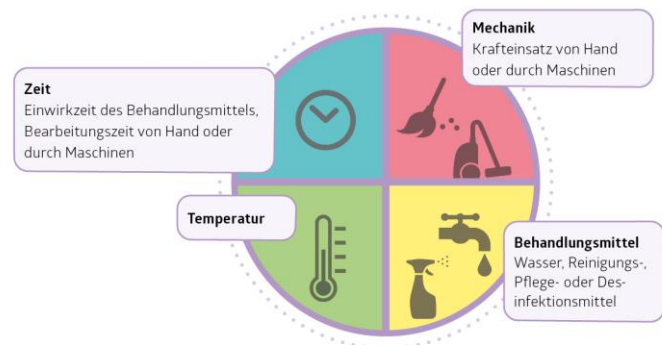 Mechanik
Krafteinsatz von Hand
oder durch Maschinen
Zeit
Einwirkzeit des Behandlungsmittels,
Bearbeitungszeit von Hand oder
durch Maschinen
Temperatur
Behandlungsmittel
Wasser, Reinigungs-,
Pflege- oder Des-
infektionsmittel